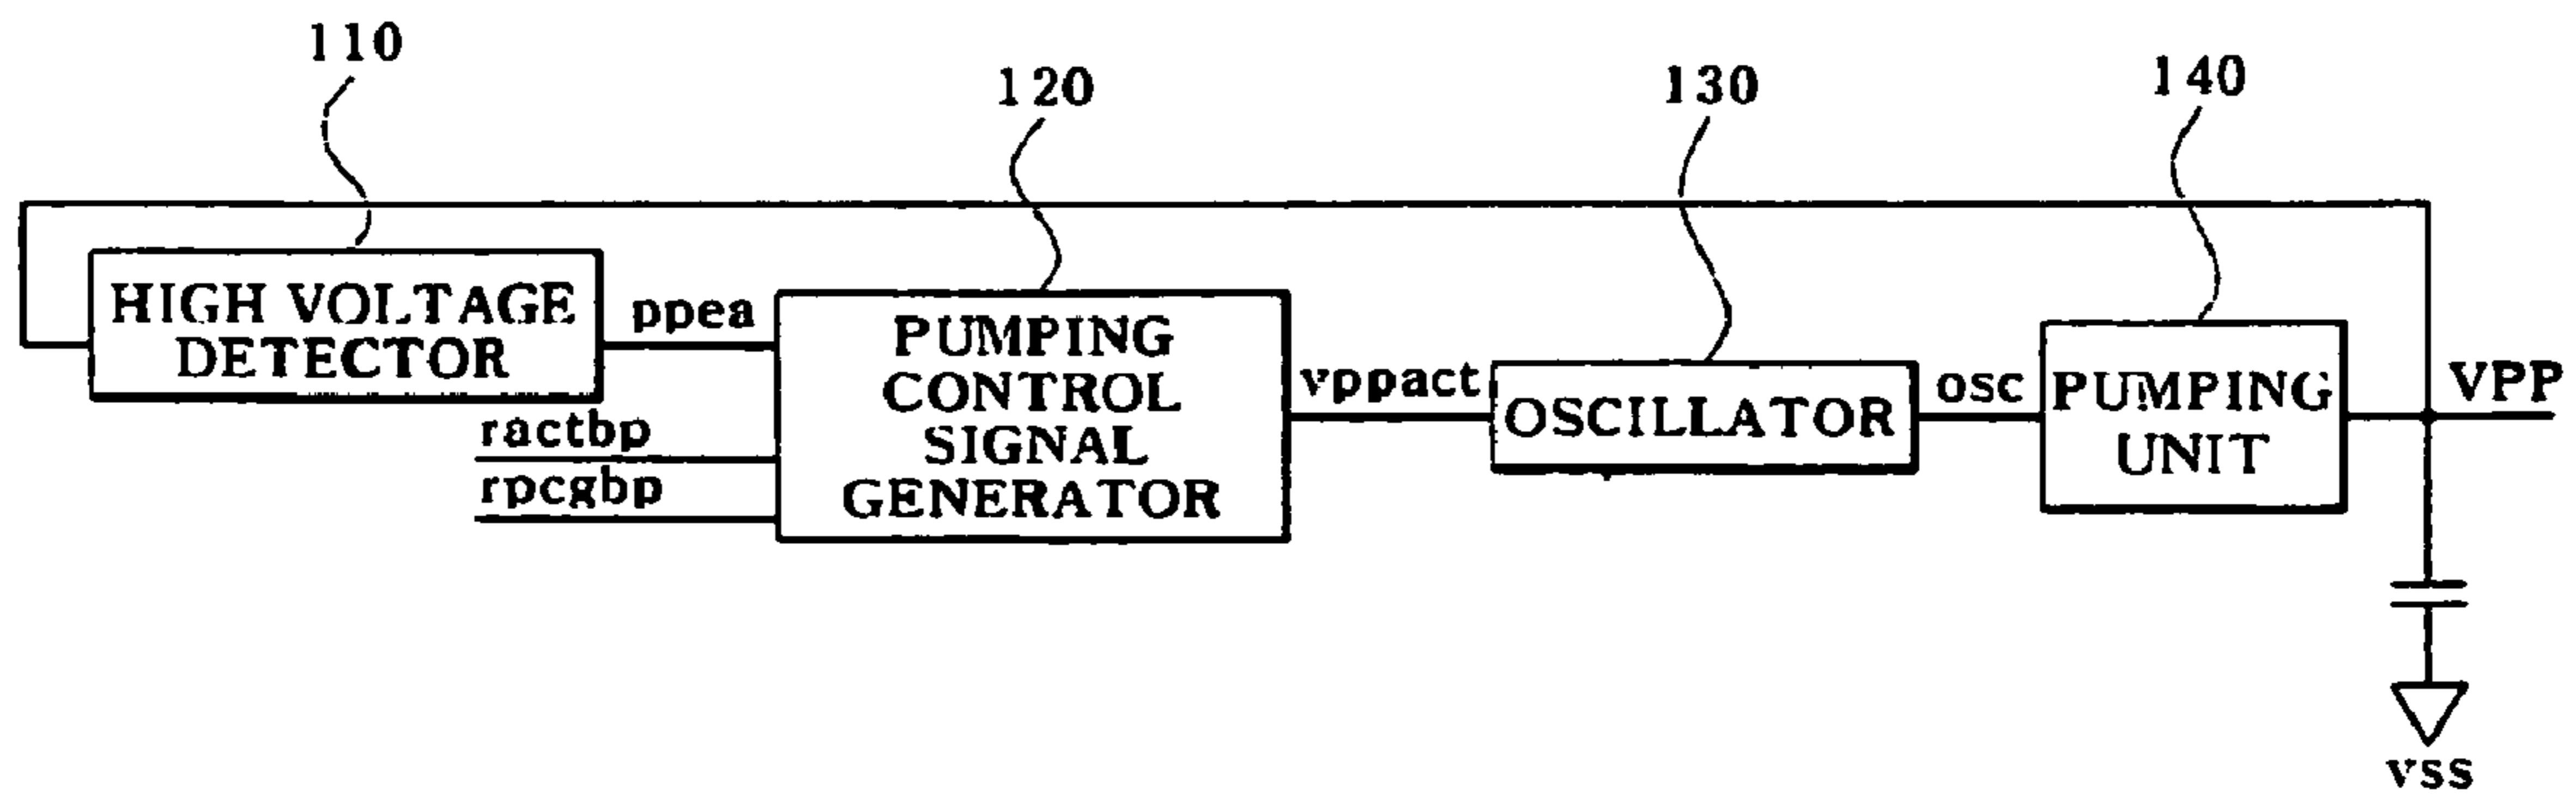 110
120
130
140
HIGH VOLTAGE
DETECTOR
ppea
ractbp
rpcgbp
PUMPING
CONTROL
SIGNAL
GENERATOR
vppact
OSCILLATOR
osc
PUMPING
UNIT
VPP
vss